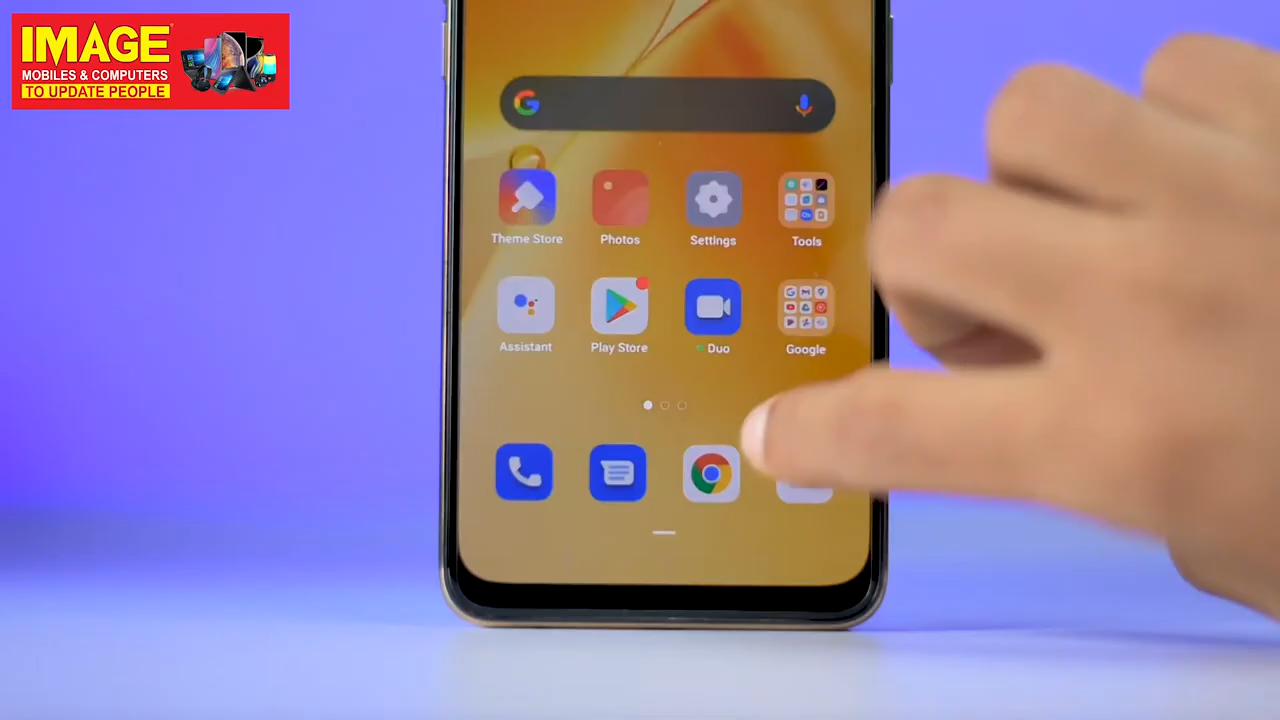 IMAGE
MOBILES & COMPUTERS
TO UPDATE PEOPLE
Theme Store
Photos
Settings
Tools
Assistant
Play Store
Duo
Google